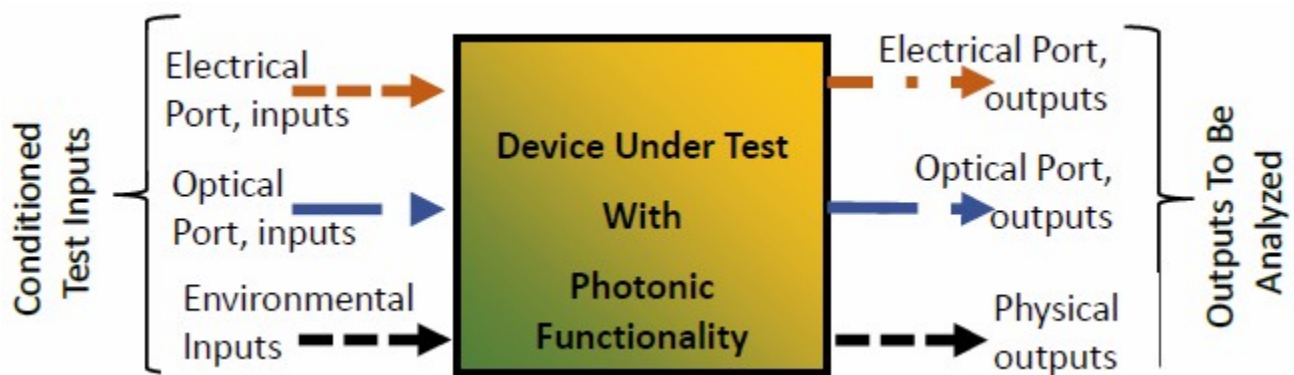 Conditioned
Test Inputs
Electrical
Port, inputs
Optical
Port, inputs
Environmental
Inputs
Device Under Test
With
Photonic
Functionality
Electrical Port,
outputs
Optical Port,
outputs
Physical
outputs
Outputs To Be
Analyzed